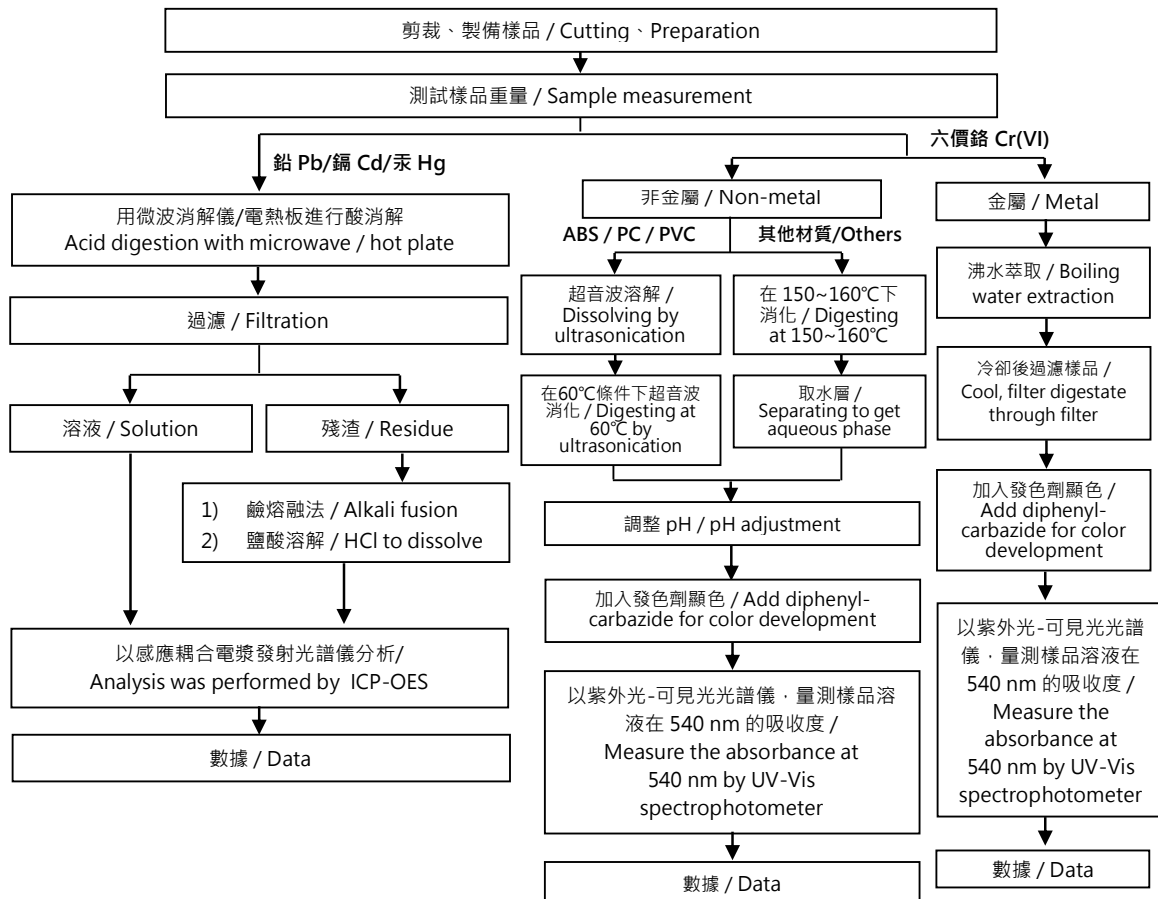 剪裁、製備樣品 / Cutting、Preparation
測試樣品重量 / Sample measurement
鉛 Pb/鎘 Cd/汞 Hg
六價鉻 Cr(VI)
用微波消解儀/電熱板進行酸消解
Acid digestion with microwave / hot plate
過濾 / Filtration
溶液 / Solution
殘渣 / Residue
1) 鹼熔融法 / Alkali fusion
2) 鹽酸溶解 / HCl to dissolve
以感應耦合電漿發射光譜儀分析/
Analysis was performed by ICP-OES
數據 / Data
非金屬 / Non-metal
ABS / PC / PVC
其他材質/Others
超音波溶解 /
Dissolving by
ultrasonication
在 150~160℃下
消化 / Digesting
at 150~160℃
在60℃條件下超音波
消化 / Digesting at
60℃ by
ultrasonication
取水層 /
Separating to get
aqueous phase
調整 pH / pH adjustment
加入發色劑顯色 / Add diphenyl-
carbazide for color development
以紫外光-可見光光譜儀，量測樣品溶
液在 540 nm 的吸收度 /
Measure the absorbance at
540 nm by UV-Vis
spectrophotometer
數據 / Data
金屬 / Metal
沸水萃取 / Boiling
water extraction
冷卻後過濾樣品 /
Cool, filter digestate
through filter
加入發色劑顯色 /
Add diphenyl-
carbazide for color
development
以紫外光-可見光光譜
儀，量測樣品溶液在
540 nm 的吸收度 /
Measure the
absorbance at
540 nm by UV-Vis
spectrophotometer
數據 / Data